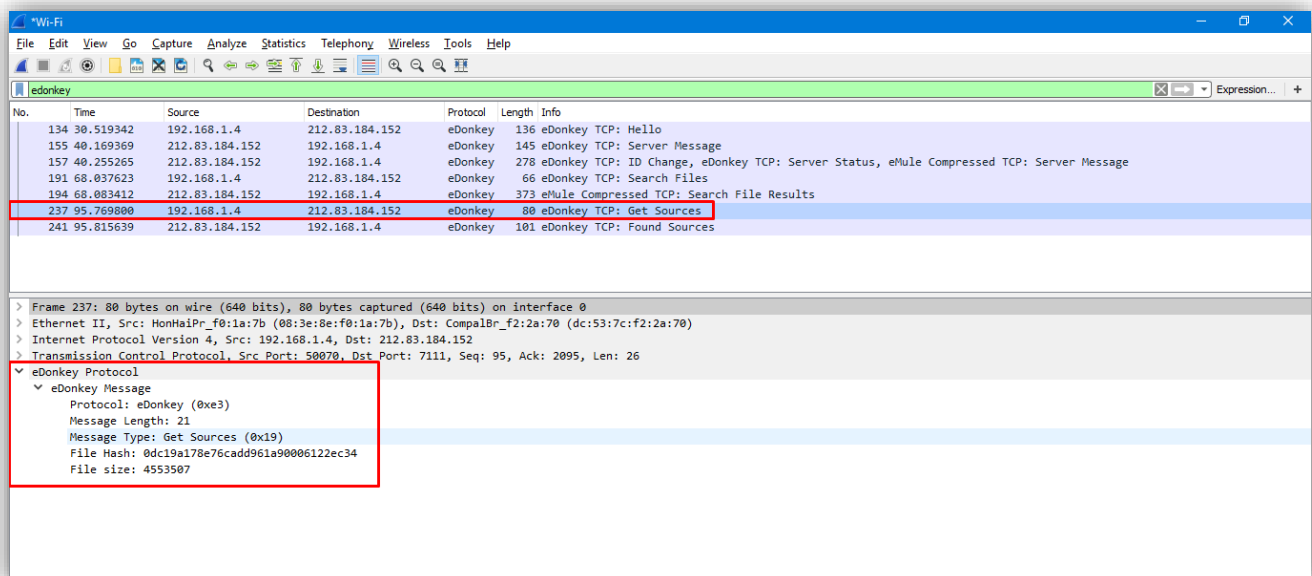 *Wi-Fi
File Edit View Go Capture Analyze Statistics Telephony Wireless Tools Help
edonkey Expression... +
No. Time Source Destination Protocol Length Info
134 30.519342 192.168.1.4 212.83.184.152 eDonkey 136 eDonkey TCP: Hello
155 40.169369 212.83.184.152 192.168.1.4 eDonkey 145 eDonkey TCP: Server Message
157 40.255265 212.83.184.152 192.168.1.4 eDonkey 278 eDonkey TCP: ID Change, eDonkey TCP: Server Status, eMule Compressed TCP: Server Message
191 68.037623 192.168.1.4 212.83.184.152 eDonkey 66 eDonkey TCP: Search Files
194 68.083412 212.83.184.152 192.168.1.4 eDonkey 373 eMule Compressed TCP: Search File Results
237 95.769800 192.168.1.4 212.83.184.152 eDonkey 80 eDonkey TCP: Get Sources
241 95.815639 212.83.184.152 192.168.1.4 eDonkey 101 eDonkey TCP: Found Sources
Frame 237: 80 bytes on wire (640 bits), 80 bytes captured (640 bits) on interface 0
Ethernet II, Src: HonHaiPr_f0:1a:7b (08:3e:8e:f0:1a:7b), Dst: CompalBr_f2:2a:70 (dc:53:7c:f2:2a:70)
Internet Protocol Version 4, Src: 192.168.1.4, Dst: 212.83.184.152
Transmission Control Protocol, Src Port: 50070, Dst Port: 7111, Seq: 95, Ack: 2095, Len: 26
eDonkey Protocol
eDonkey Message
Protocol: eDonkey (0xe3)
Message Length: 21
Message Type: Get Sources (0x19)
File Hash: 0dc19a178e76cadd961a90006122ec34
File size: 4553507